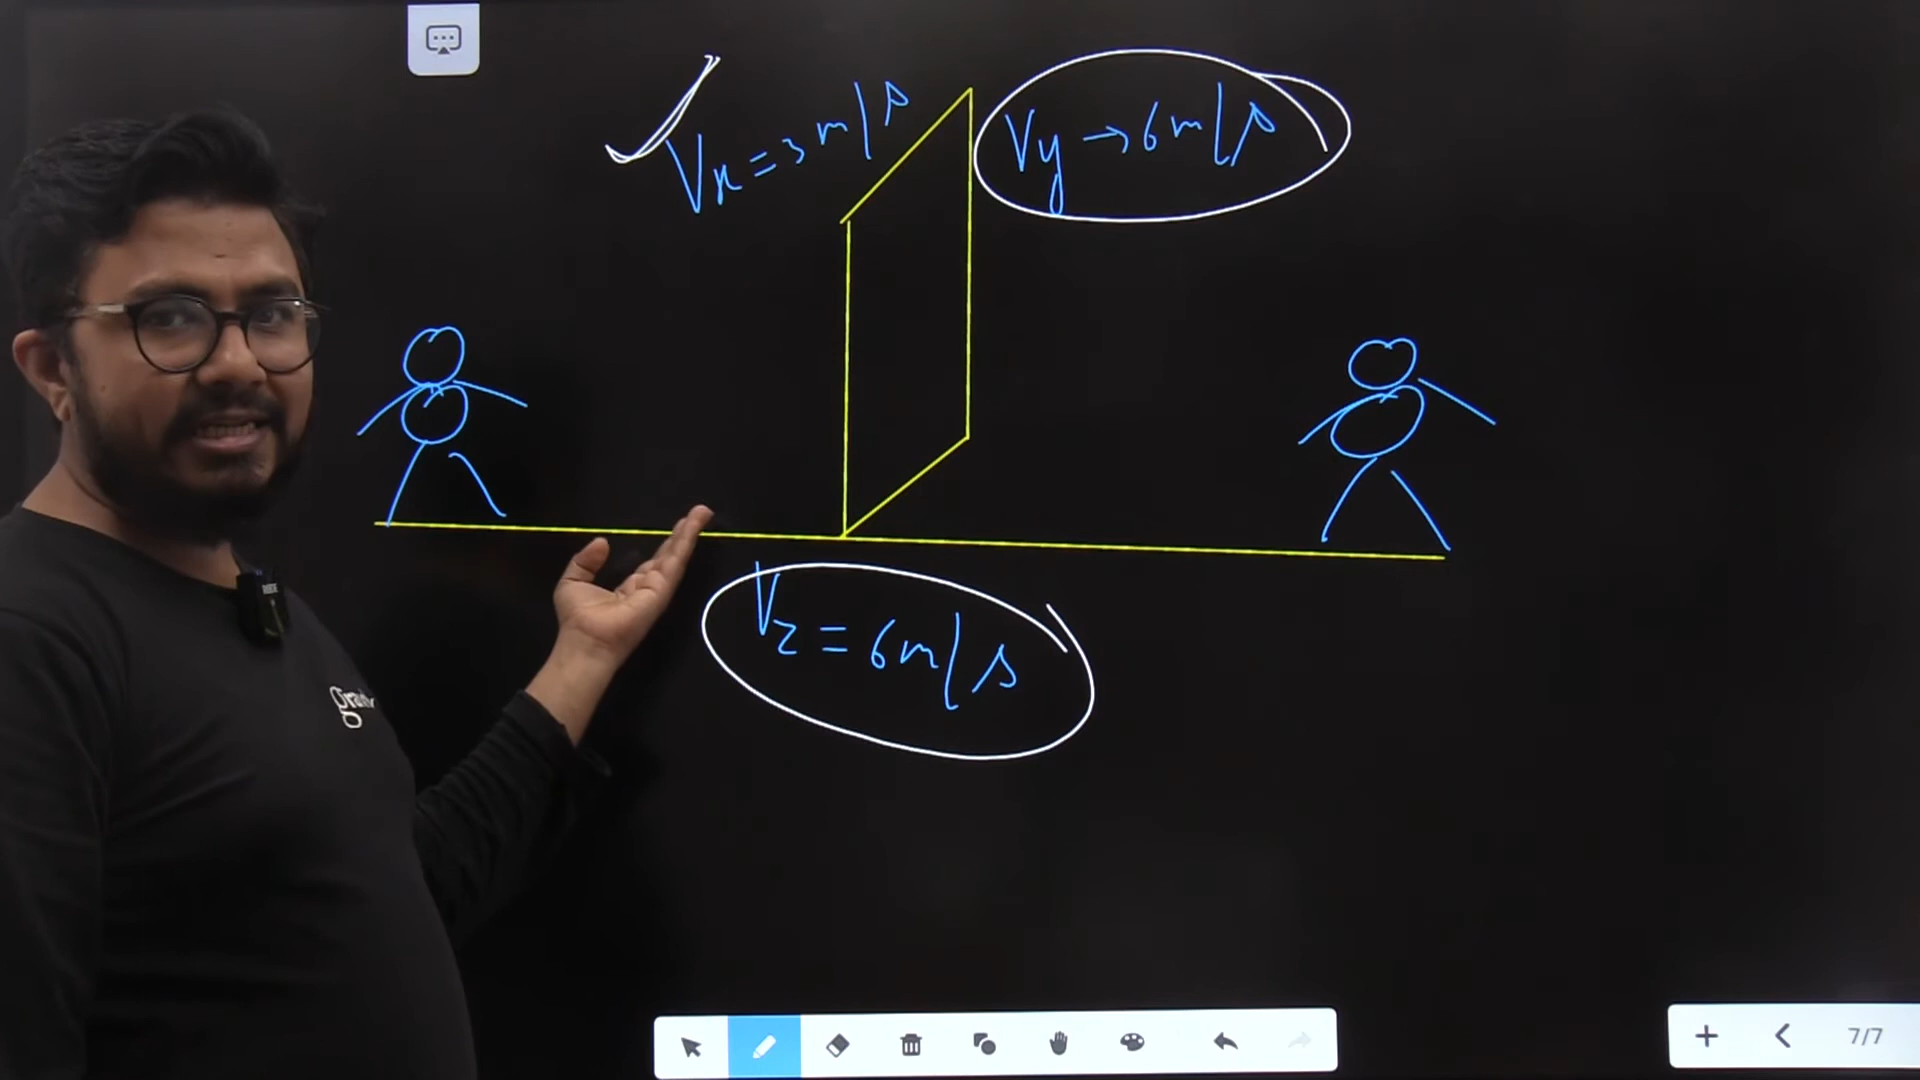 Vx = 3 m/s
Vy → 6 m/s
Vz = 6 m/s
7/7